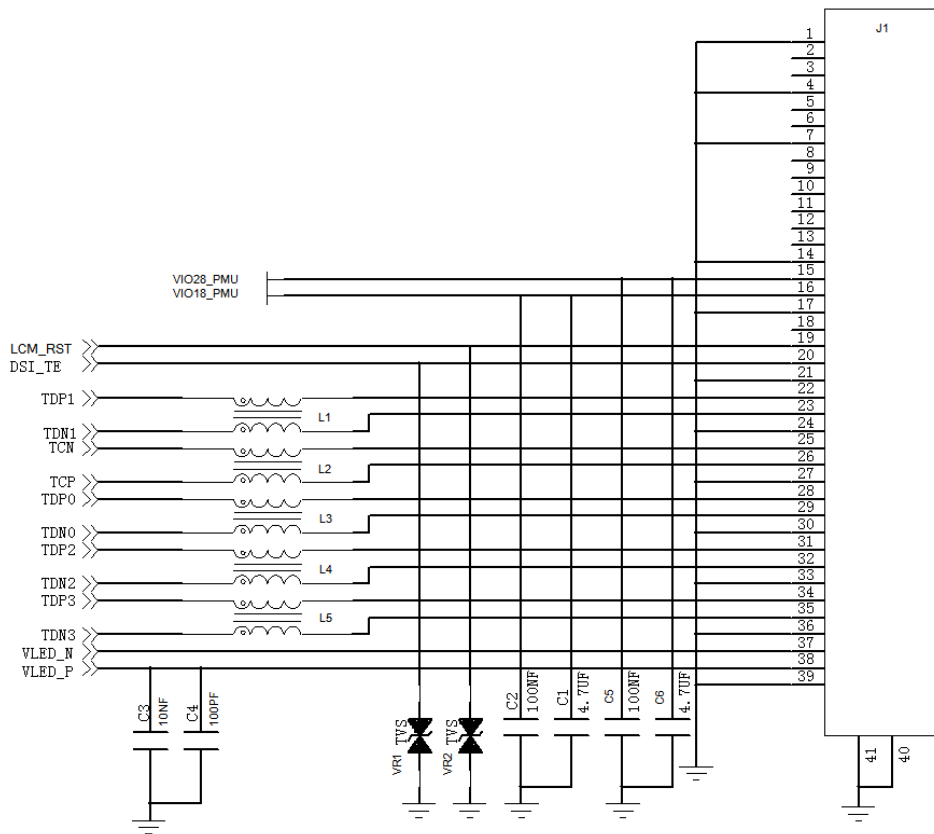 J1
1
2
3
4
5
6
7
8
9
10
11
12
13
14
15
16
17
18
19
20
21
22
23
24
25
26
27
28
29
30
31
32
33
34
35
36
37
38
39
VIO28_PMU
VIO18_PMU
LCM_RST
DSI_TE
TDP1
L1
TDN1
TCN
L2
TCP
TDP0
L3
TDN0
TDP2
L4
TDN2
TDP3
L5
TDN3
VLED_N
VLED_P
C3
10NF
C4
100PF
VR1
TVS
VR2
TVS
C2
100NF
C1
4.7UF
C5
100NF
C6
4.7UF
41
40